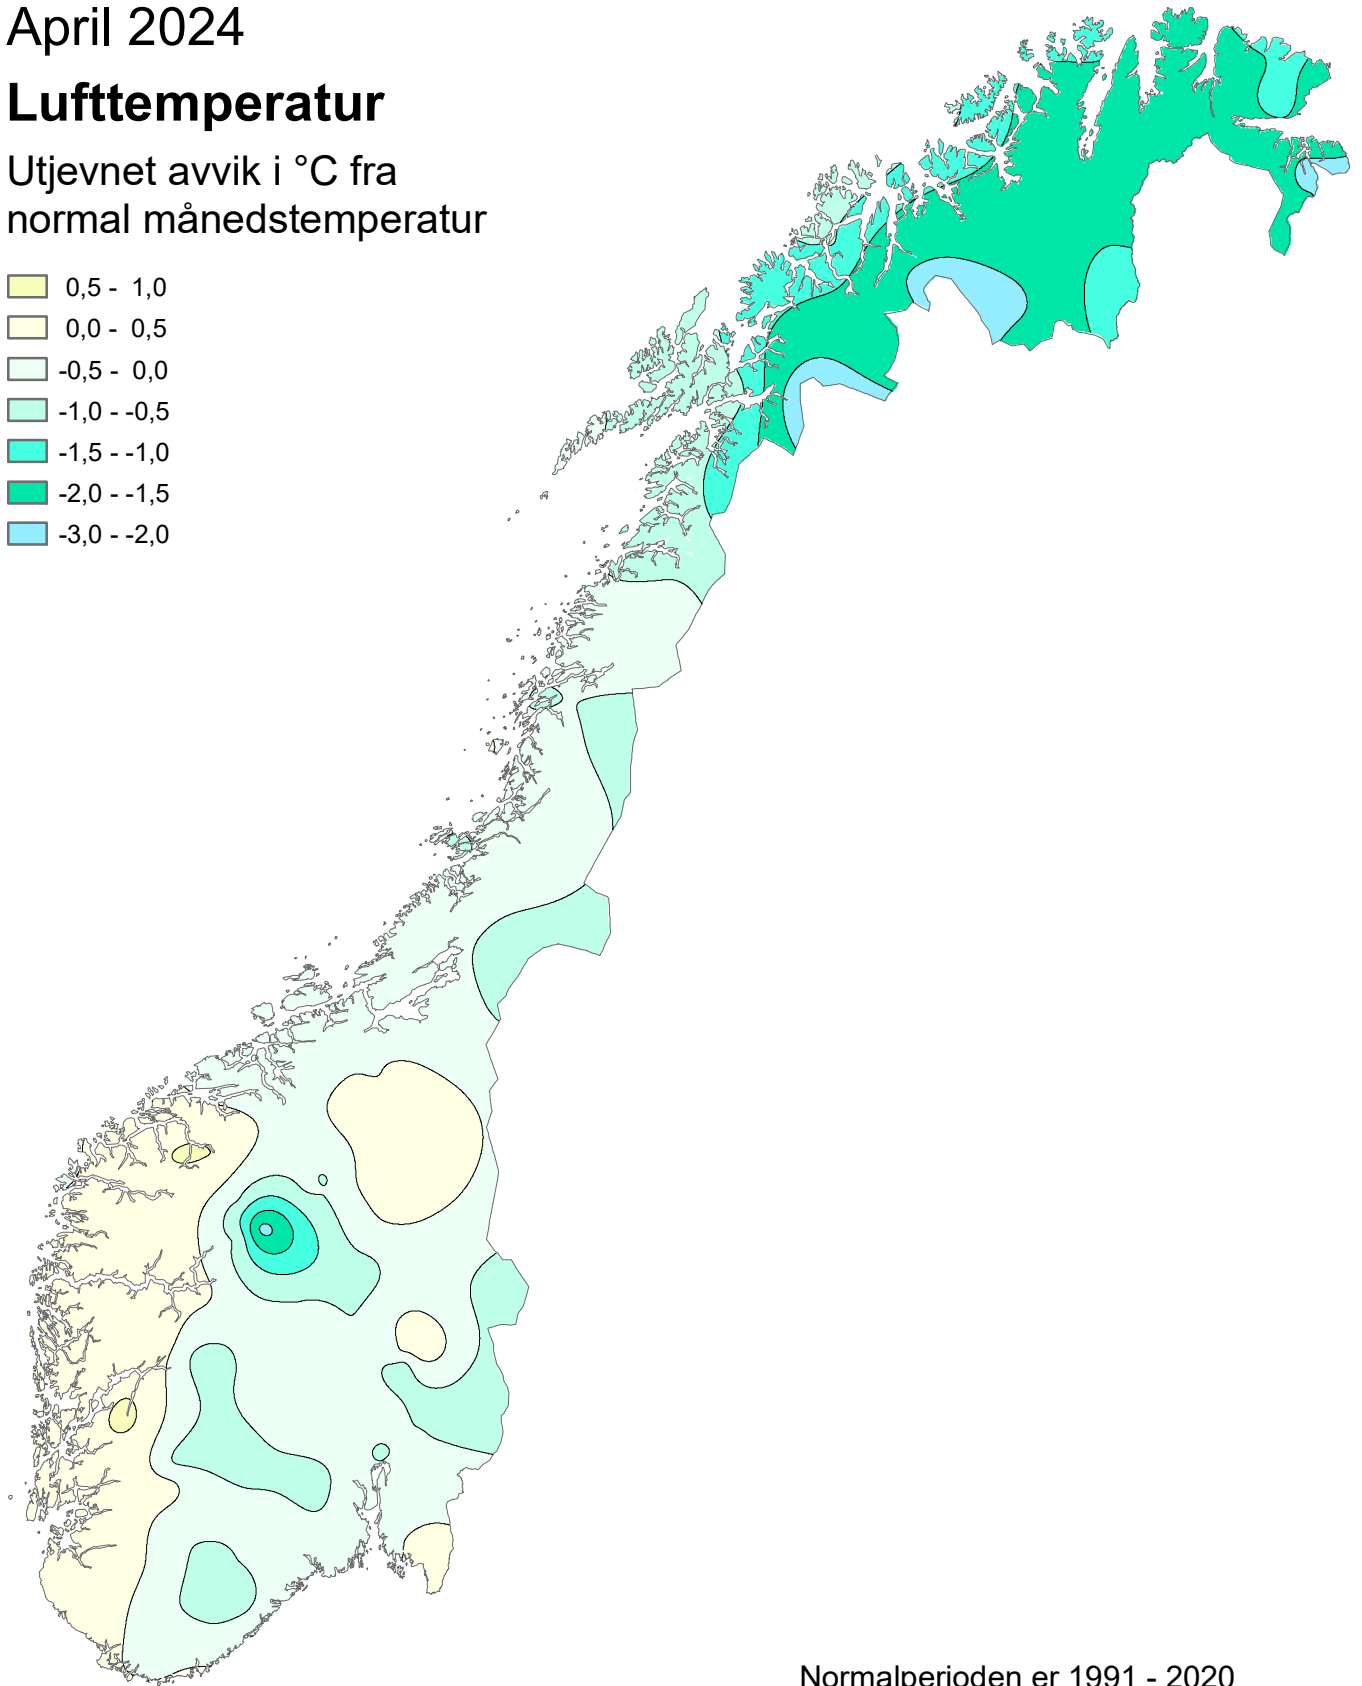 April 2024
Lufttemperatur
Utjevnet avvik i °C fra
normal månedstemperatur
0,5 - 1,0
0,0 - 0,5
-0,5 - 0,0
-1,0 - -0,5
-1,5 - -1,0
-2,0 - -1,5
-3,0 - -2,0
Normalperioden er 1991 - 2020